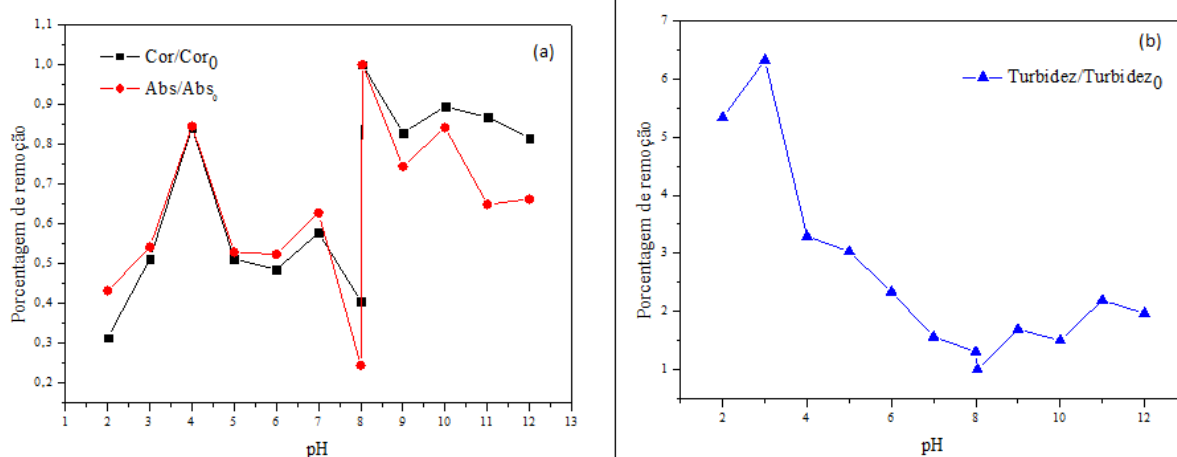 (a)
Cor/Cor0
Abs/Abs0
Porcentagem de remoção
1,1
1,0
0,9
0,8
0,7
0,6
0,5
0,4
0,3
0,2
1 2 3 4 5 6 7 8 9 10 11 12 13
pH
(b)
Turbidez/Turbidez0
Porcentagem de remoção
7
6
5
4
3
2
1
2 4 6 8 10 12
pH